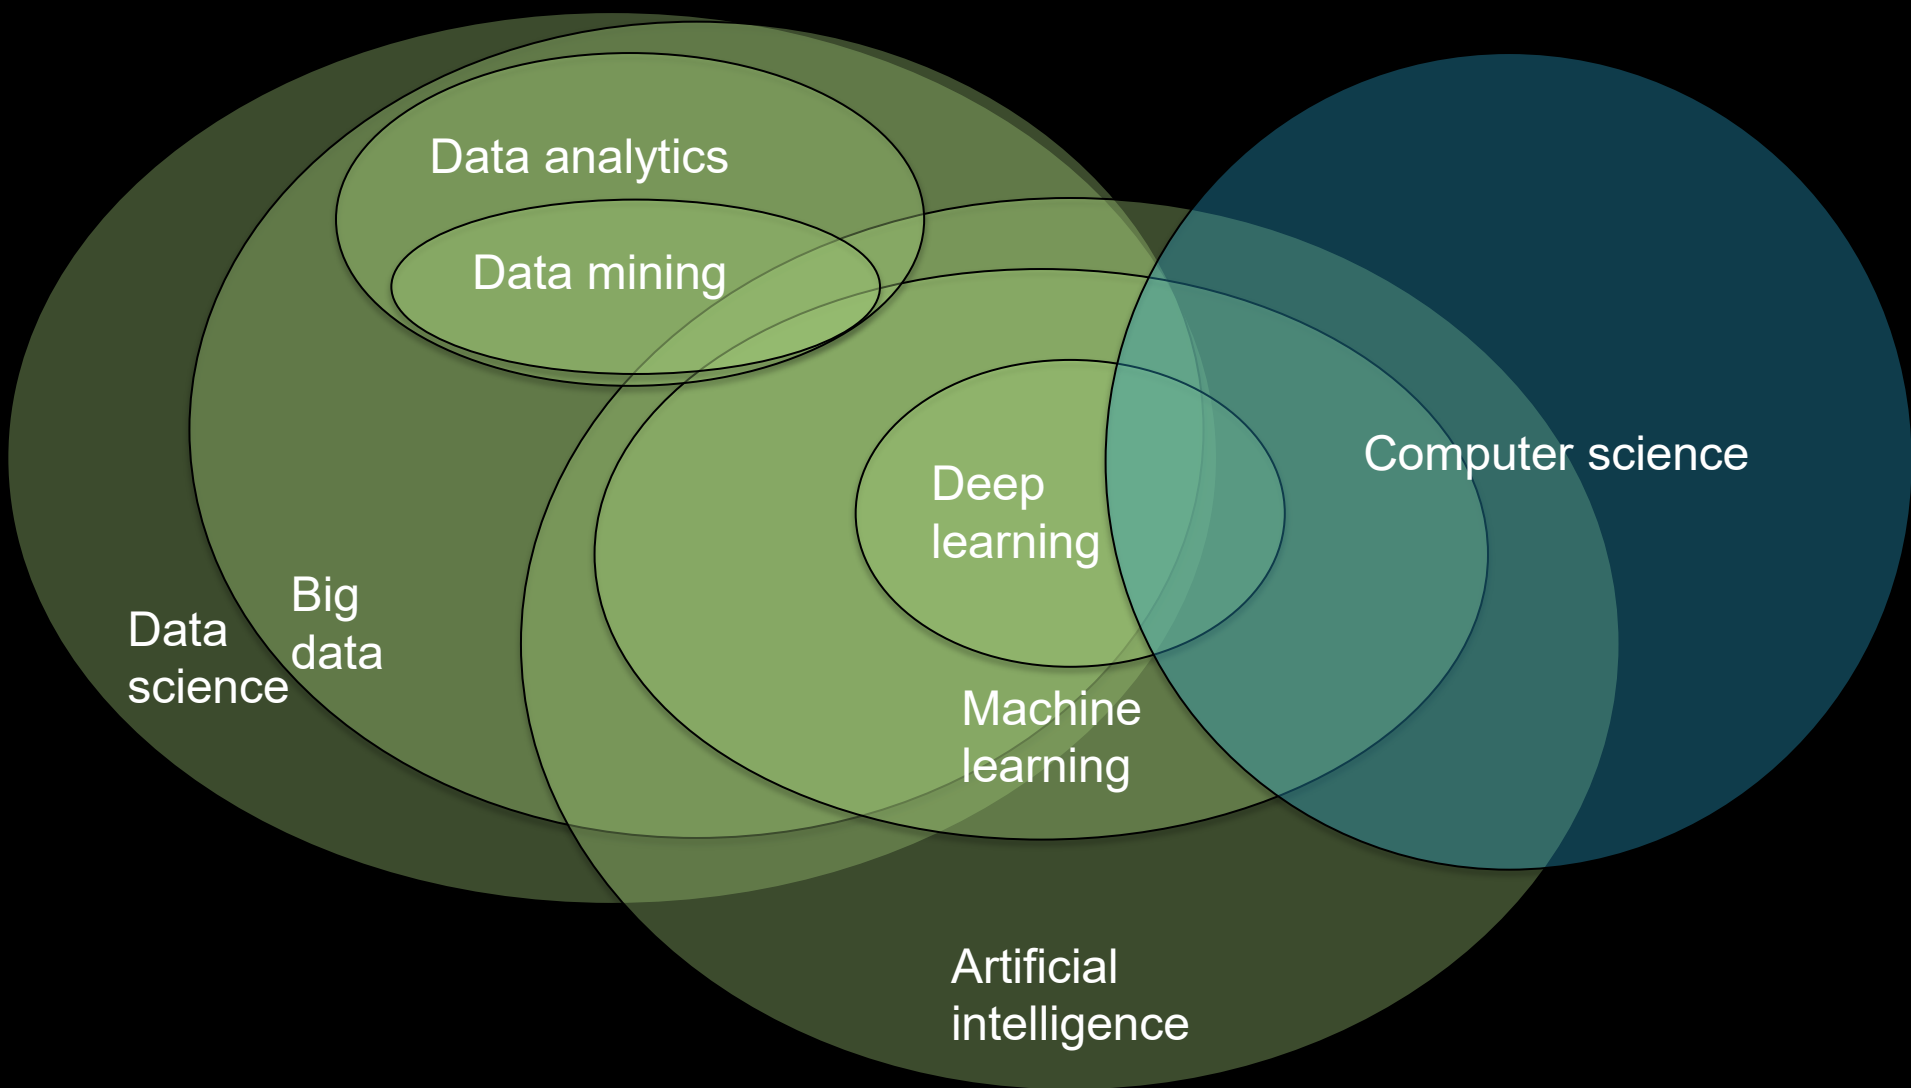 Data analytics
Data mining
Computer science
Deep
learning
Big
data
Data
science
Machine
learning
Artificial
intelligence